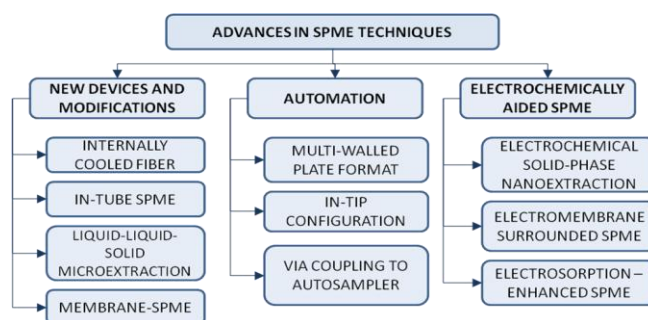 ADVANCES IN SPME TECHNIQUES
NEW DEVICES AND
MODIFICATIONS
INTERNALLY
COOLED FIBER
IN-TUBE SPME
LIQUID-LIQUID-
SOLID
MICROEXTRACTION
MEMBRANE-SPME
AUTOMATION
MULTI-WALLED
PLATE FORMAT
IN-TIP
CONFIGURATION
VIA COUPLING TO
AUTOSAMPLER
ELECTROCHEMICALLY
AIDED SPME
ELECTROCHEMICAL
SOLID-PHASE
NANOEXTRACTION
ELECTROMEMBRANE
SURROUNDED SPME
ELECTROSORPTION –
ENHANCED SPME